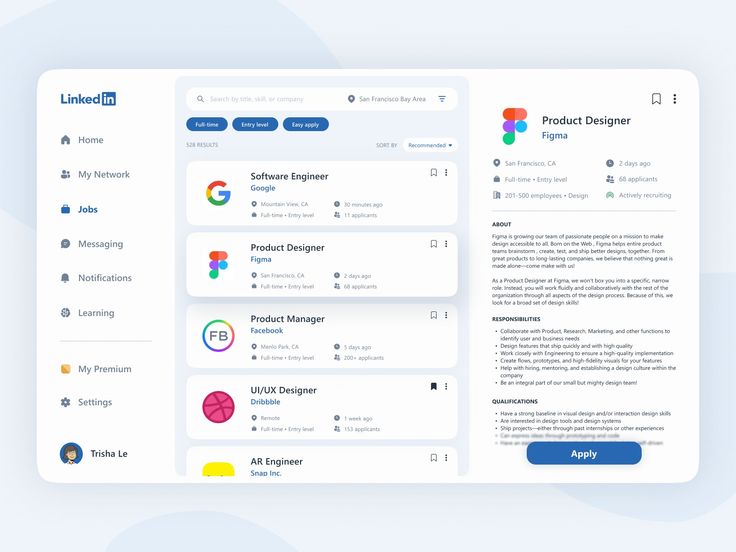 LinkedIn
Home
My Network
Jobs
Messaging
Notifications
Learning
My Premium
Settings
Trisha Le
Search by title, skill, or company
San Francisco Bay Area
Full-time
Entry level
Easy apply
528 RESULTS
SORT BY
Recommended
Software Engineer
Google
Mountain View, CA
30 minutes ago
Full-time • Entry level
11 applicants
Product Designer
Figma
San Francisco, CA
2 days ago
Full-time • Entry level
68 applicants
FB
Product Manager
Facebook
Menlo Park, CA
5 days ago
Full-time • Entry level
200+ applicants
UI/UX Designer
Dribbble
Remote
1 week ago
Full-time • Entry level
153 applicants
AR Engineer
Snap Inc.
Product Designer
Figma
San Francisco, CA
2 days ago
Full-time • Entry level
68 applicants
201-500 employees • Design
Actively recruiting
ABOUT
Figma is growing our team of passionate people on a mission to make
design accessible to all. Born on the Web , Figma helps entire product
teams brainstorm , create, test, and ship better designs, together. From
great products to long-lasting companies, we believe that nothing great is
made alone—come make with us!
As a Product Designer at Figma, we won't box you into a specific, narrow
role. Instead, you will work fluidly and collaboratively with the rest of the
organization through all aspects of the design process. Because of this, we
look for a broad set of design skills!
RESPONSIBILITIES
• Collaborate with Product, Research, Marketing, and other functions to
identify user and business needs
• Design features that ship quickly and with high quality
• Work closely with Engineering to ensure a high-quality implementation
• Create flows, prototypes, and high-fidelity visuals for your features
• Help with hiring, mentoring, and establishing a design culture within the
company
• Be an integral part of our small but mighty design team!
QUALIFICATIONS
• Have a strong baseline in visual design and/or interaction design skills
• Are interested in design tools and design systems
• Ship projects—either through past internships or other experiences
• Can express ideas through prototyping and code
• Have an
Apply